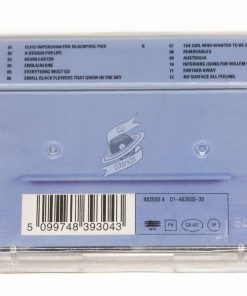 01 ELVIS IMPERSONATOR: BLACKPOOL PIER
02 A DESIGN FOR LIFE
03 KEVIN CARTER
04 ENOLA/ALONE
05 EVERYTHING MUST GO
06 SMALL BLACK FLOWERS THAT GROW IN THE SKY
B
07 THE GIRL WHO WANTED TO BE
08 REMOVABLES
09 AUSTRALIA
10 INTERIORS (SONG FOR WILLEM
11 FURTHER AWAY
12 NO SURFACE ALL FEELING
CD
COSMOS
483930 4 01-483930-30
epic
5 099748 393043